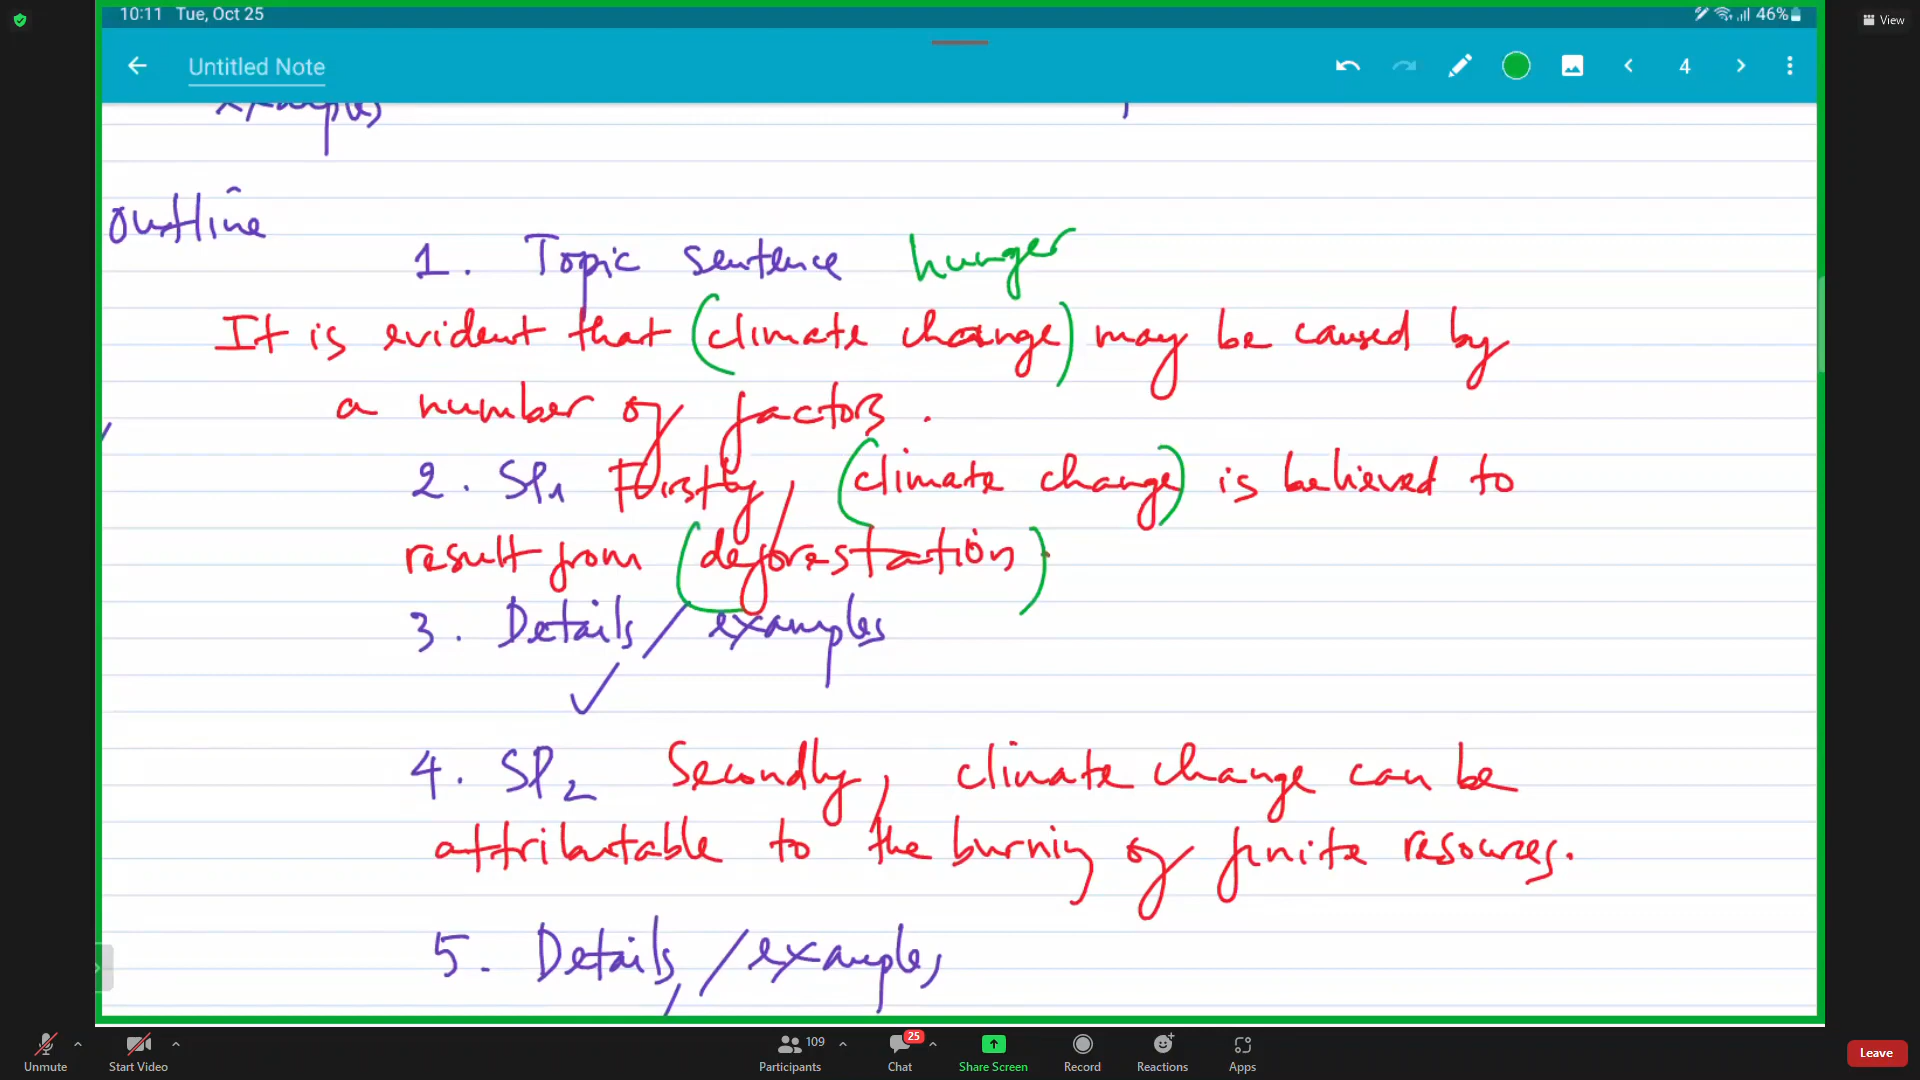 10:11 Tue, Oct 25
46%
View
Untitled Note
4
examples
Outline
1. Topic sentence hunger
It is evident that (climate change) may be caused by
a number of factors.
2. SP1 Firstly, (climate change) is believed to
result from (deforestation)
3. Details / examples
4. SP2 Secondly, climate change can be
attributable to the burning of finite resources.
5. Details / examples
Unmute
Start Video
109
Participants
25
Chat
Share Screen
Record
Reactions
Apps
Leave